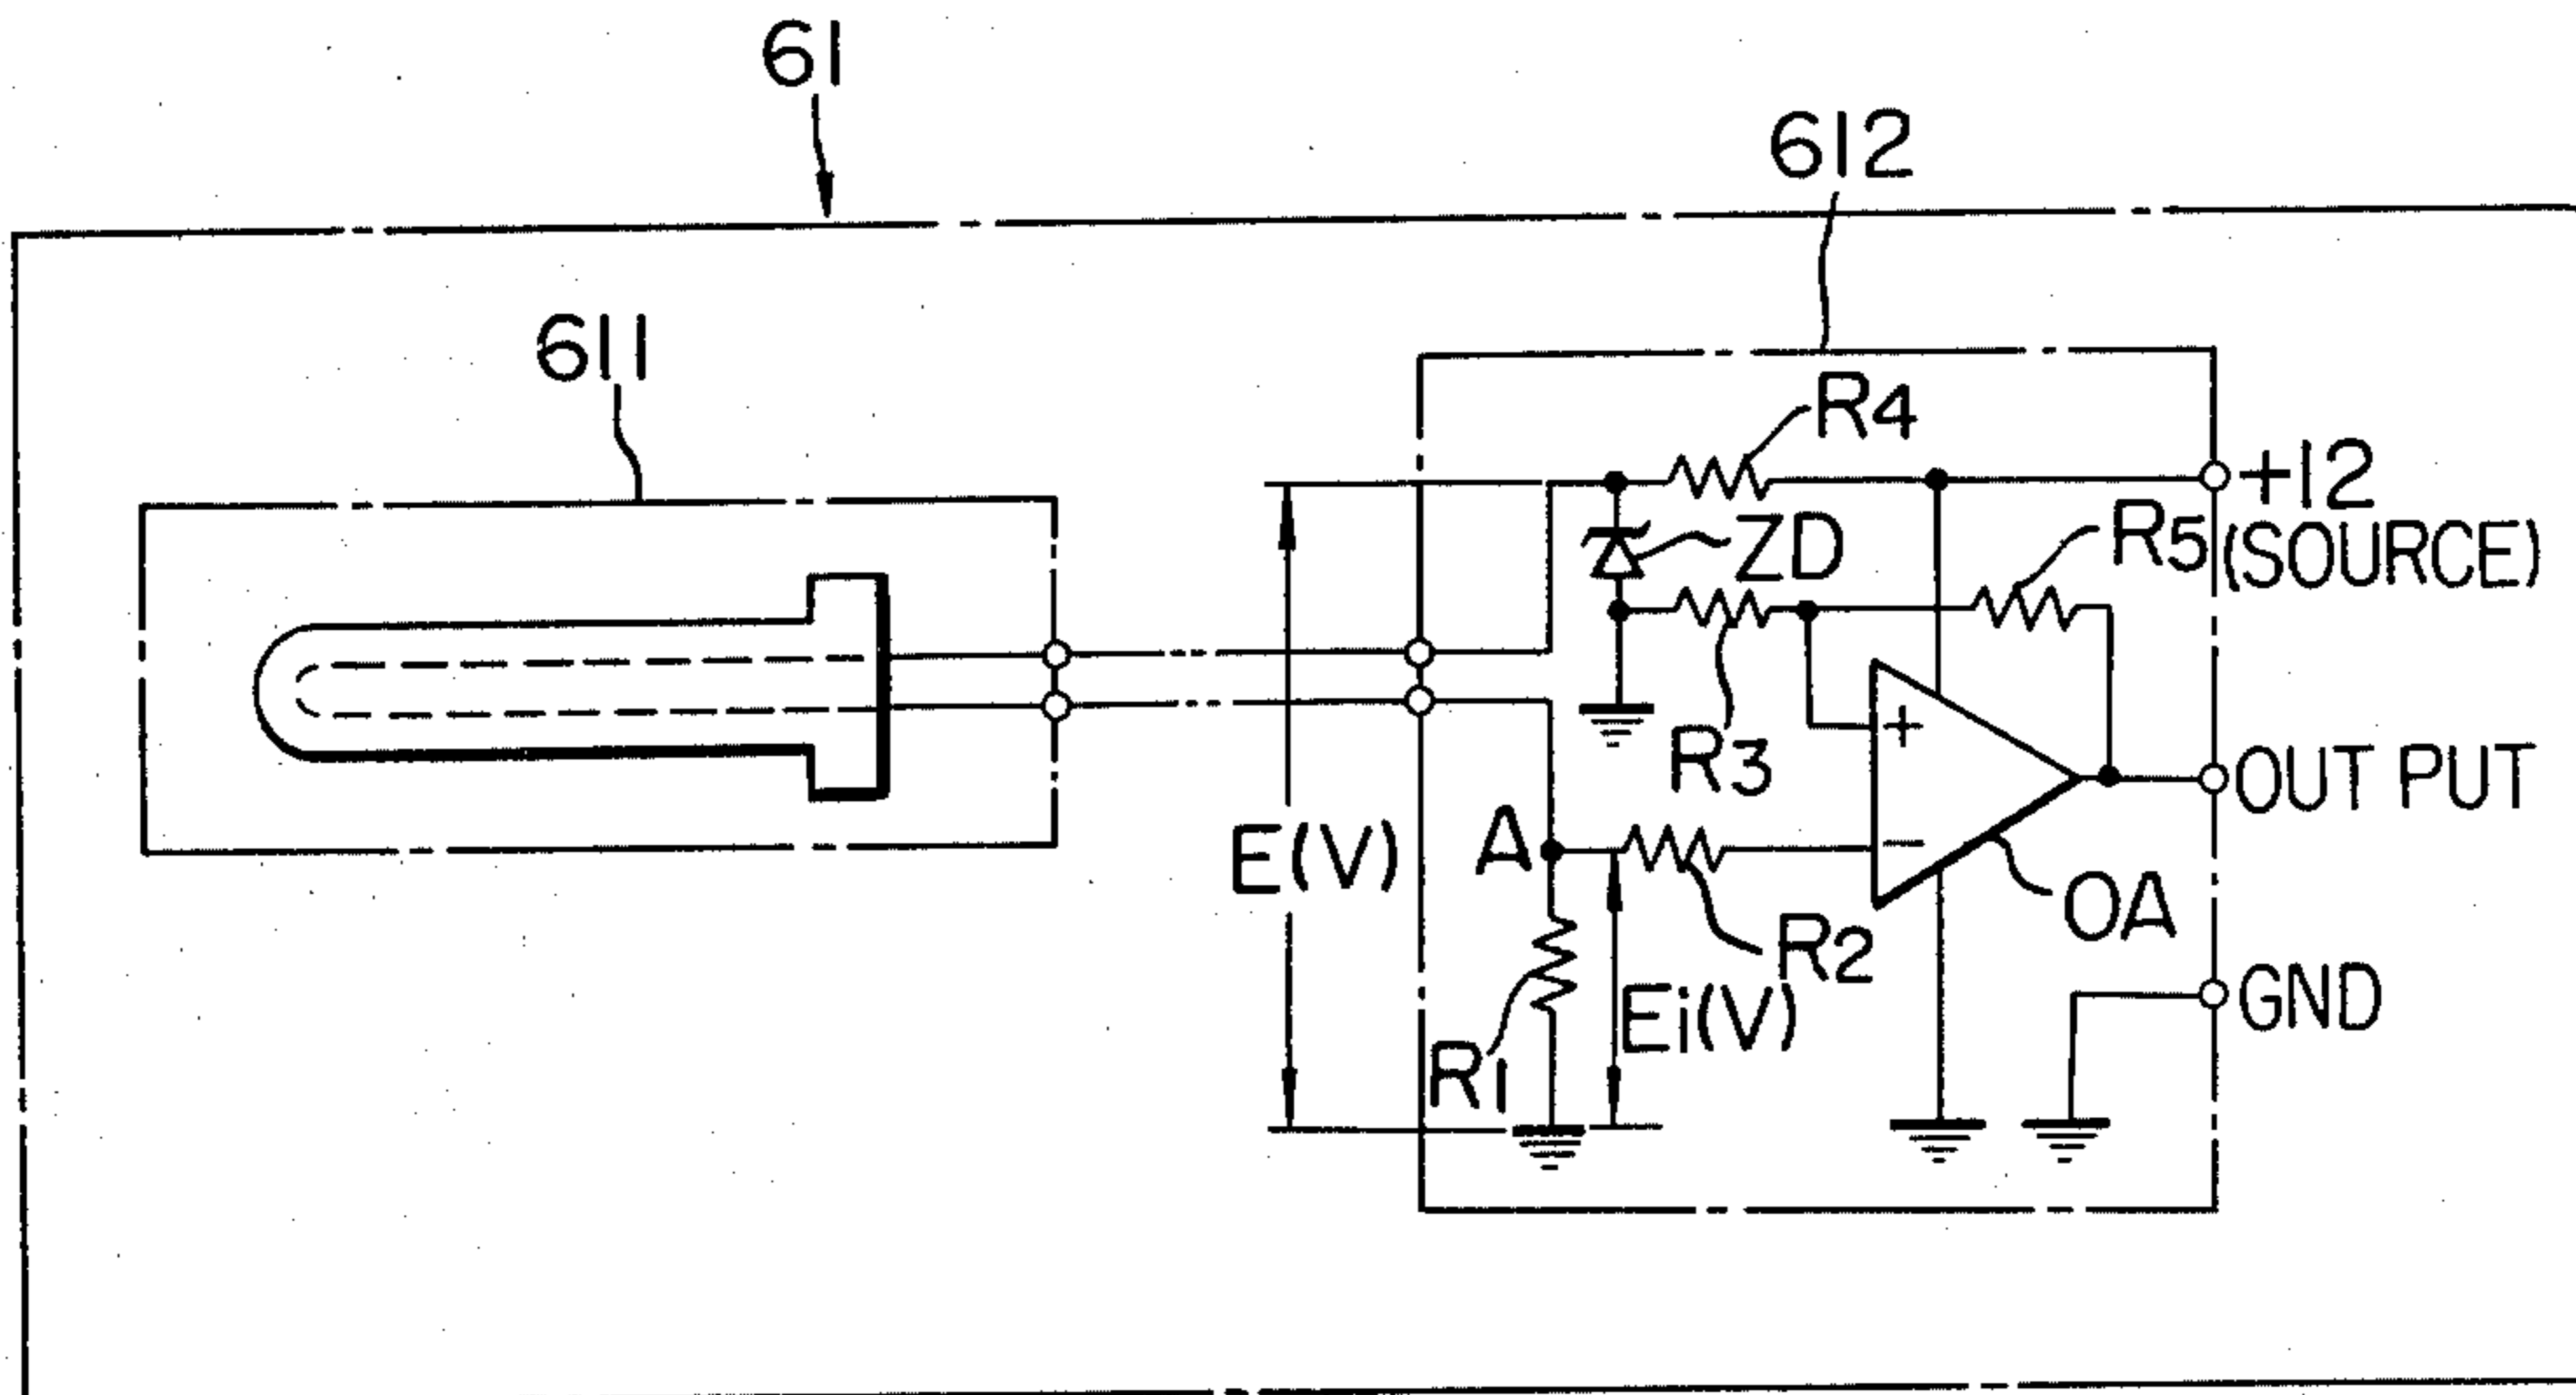 61
612
611
R4
+12
R5 (SOURCE)
ZD
R3
+
OUT PUT
E(V)
A
−
OA
R2
GND
Ei(V)
R1